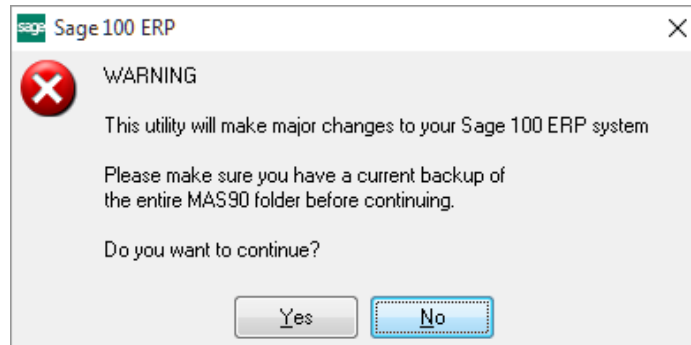 sage Sage 100 ERP
WARNING
This utility will make major changes to your Sage 100 ERP system
Please make sure you have a current backup of
the entire MAS90 folder before continuing.
Do you want to continue?
Yes No